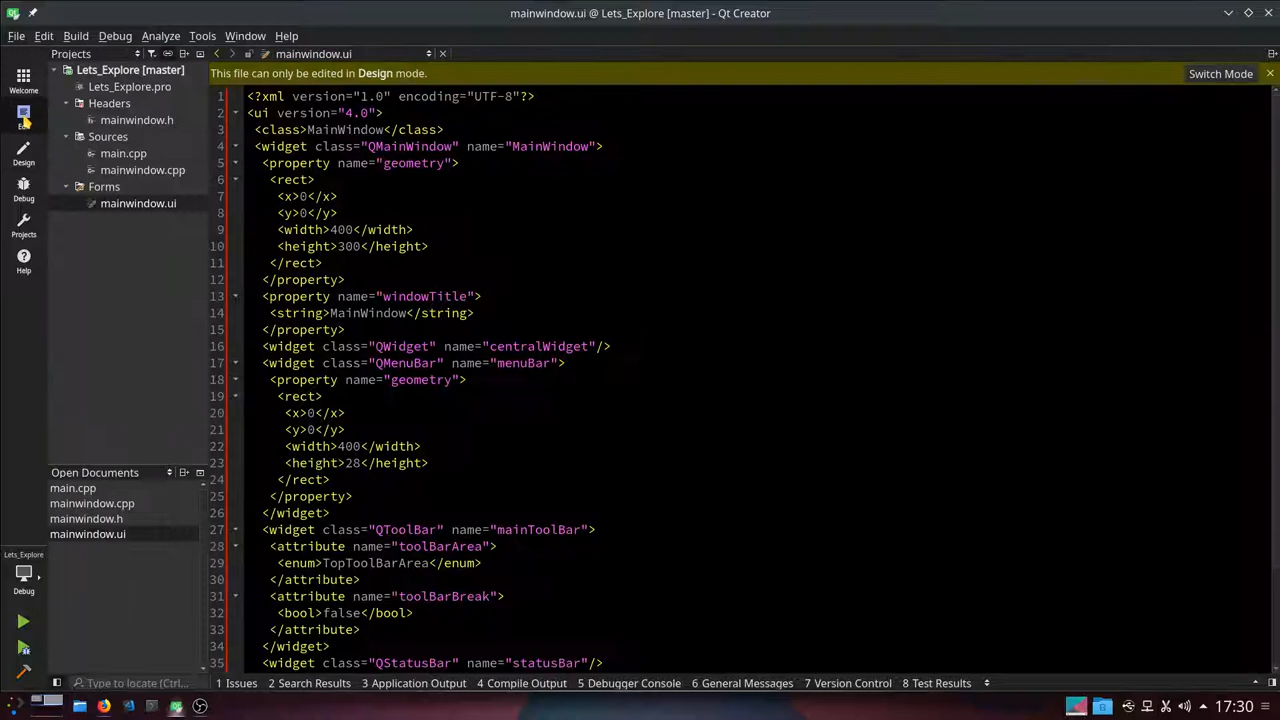 mainwindow.ui @ Lets_Explore [master] - Qt Creator
File Edit Build Debug Analyze Tools Window Help
Projects
mainwindow.ui
This file can only be edited in Design mode.
Switch Mode
Welcome
Design
Debug
Projects
Help
Lets_Explore [master]
Lets_Explore.pro
Headers
mainwindow.h
Sources
main.cpp
mainwindow.cpp
Forms
mainwindow.ui
1 <?xml version="1.0" encoding="UTF-8"?>
2 <ui version="4.0">
3 <class>MainWindow</class>
4 <widget class="QMainWindow" name="MainWindow">
5 <property name="geometry">
6 <rect>
7 <x>0</x>
8 <y>0</y>
9 <width>400</width>
10 <height>300</height>
11 </rect>
12 </property>
13 <property name="windowTitle">
14 <string>MainWindow</string>
15 </property>
16 <widget class="QWidget" name="centralWidget"/>
17 <widget class="QMenuBar" name="menuBar">
18 <property name="geometry">
19 <rect>
20 <x>0</x>
21 <y>0</y>
22 <width>400</width>
23 <height>28</height>
24 </rect>
25 </property>
26 </widget>
27 <widget class="QToolBar" name="mainToolBar">
28 <attribute name="toolBarArea">
29 <enum>TopToolBarArea</enum>
30 </attribute>
31 <attribute name="toolBarBreak">
32 <bool>false</bool>
33 </attribute>
34 </widget>
35 <widget class="QStatusBar" name="statusBar"/>
Open Documents
main.cpp
mainwindow.cpp
mainwindow.h
mainwindow.ui
Lets_Explore
Debug
Type to locate (Ctrl...
1 Issues 2 Search Results 3 Application Output 4 Compile Output 5 Debugger Console 6 General Messages 7 Version Control 8 Test Results
17:30